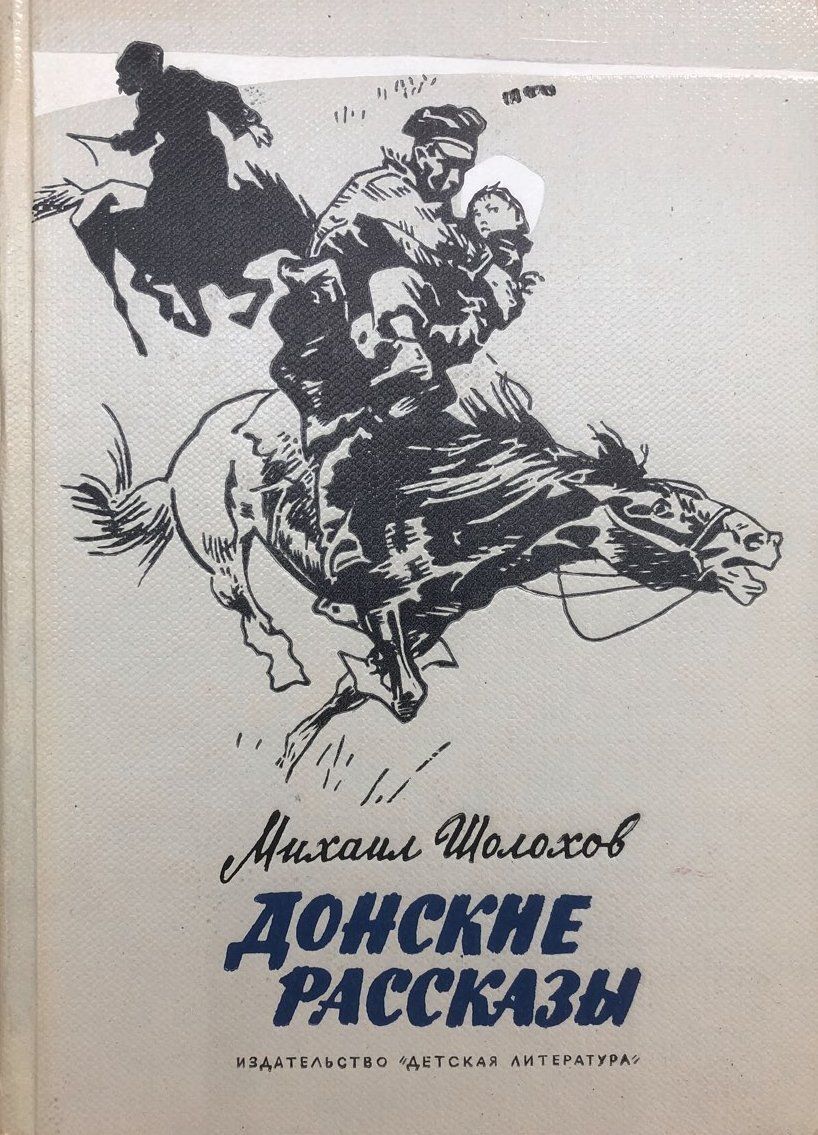 Михаил Шолохов
ДОНСКИЕ
РАССКАЗЫ
ИЗДАТЕЛЬСТВО "ДЕТСКАЯ ЛИТЕРАТУРА"